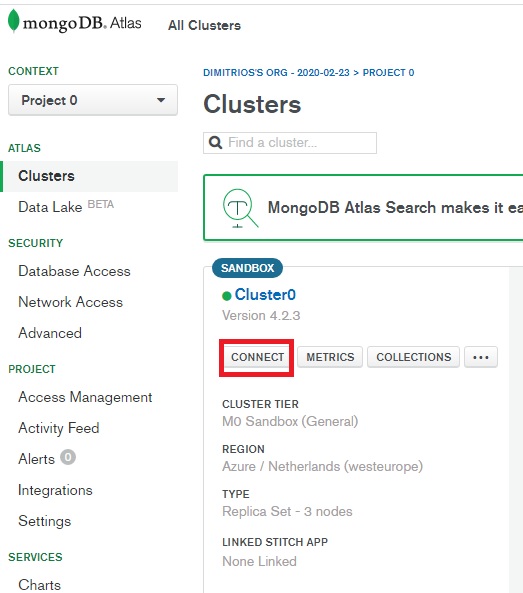 mongoDB. Atlas All Clusters
CONTEXT
Project 0
ATLAS
Clusters
Data Lake BETA
SECURITY
Database Access
Network Access
Advanced
PROJECT
Access Management
Activity Feed
Alerts 0
Integrations
Settings
SERVICES
Charts
DIMITRIOS'S ORG - 2020-02-23 > PROJECT 0
Clusters
Find a cluster...
MongoDB Atlas Search makes it ea
SANDBOX
Cluster0
Version 4.2.3
CONNECT METRICS COLLECTIONS ...
CLUSTER TIER
M0 Sandbox (General)
REGION
Azure / Netherlands (westeurope)
TYPE
Replica Set - 3 nodes
LINKED STITCH APP
None Linked